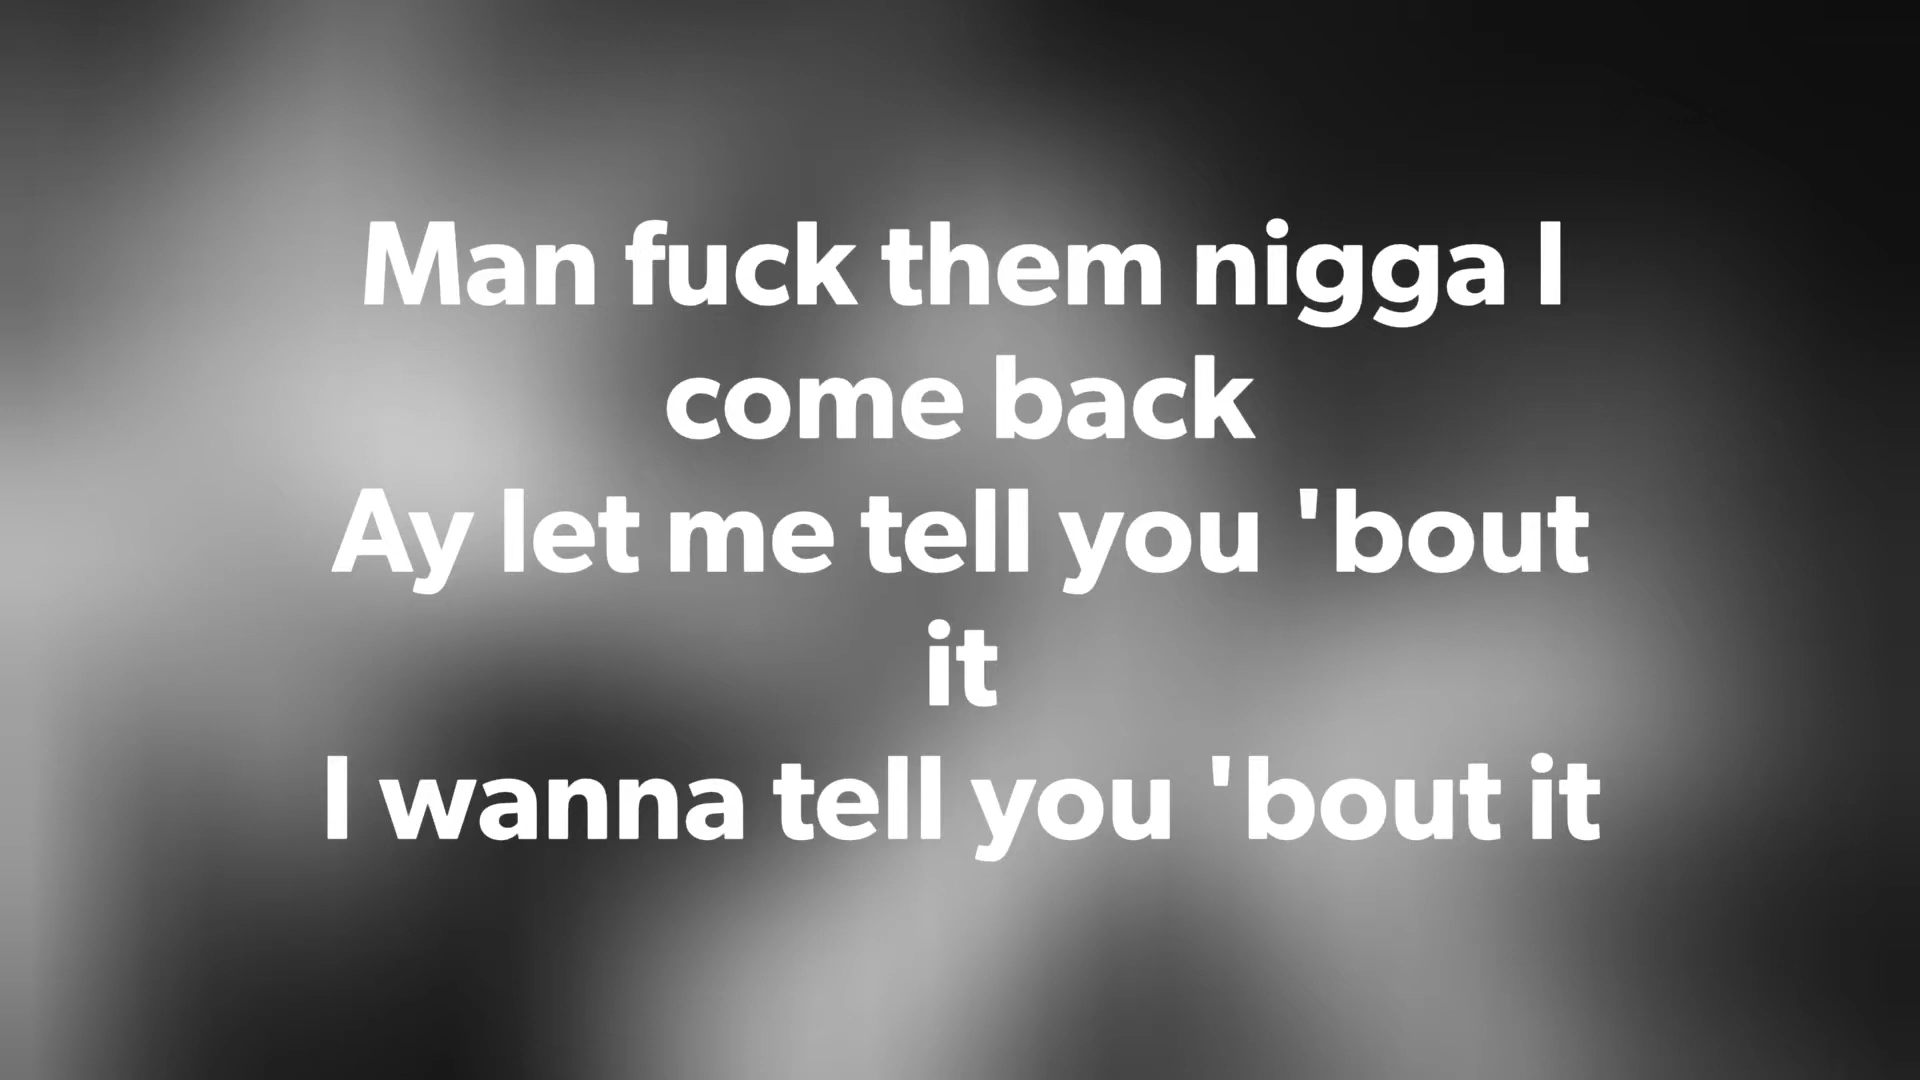 Man fuck them nigga I
come back
Ay let me tell you 'bout
it
I wanna tell you 'bout it